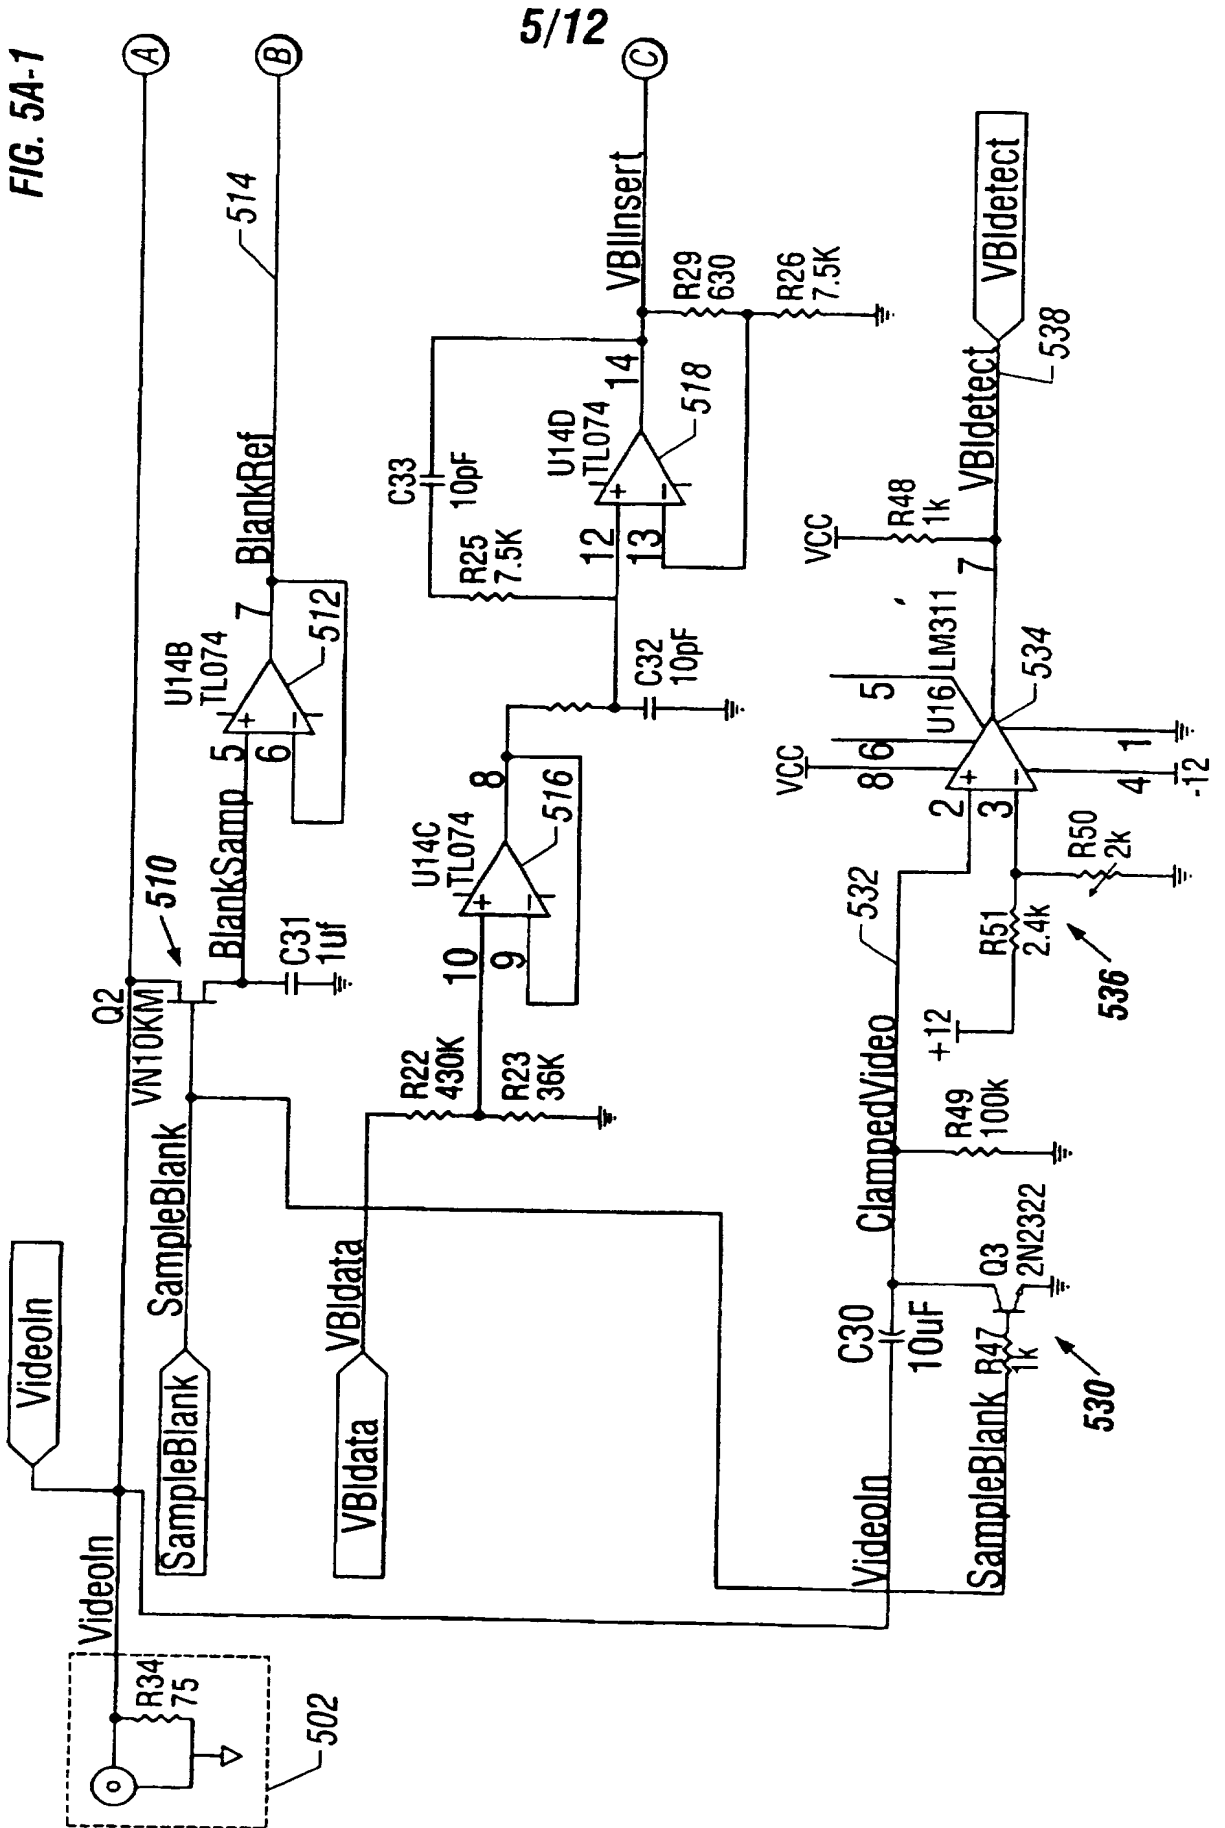 5/12
FIG. 5A-1
A
B
C
VideoIn
VideoIn
R34
75
502
SampleBlank
SampleBlank
Q2
VN10KM
510
BlankSamp
C31
1uf
U14B
TL074
5
6
7
512
BlankRef
514
VBIdata
VBIdata
R22
430K
R23
36K
U14C
TL074
10
9
8
516
C32
10pF
R25
7.5K
C33
10pF
U14D
TL074
12
13
14
518
VBIInsert
R29
630
R26
7.5K
VideoIn
C30
10uF
ClampedVideo
532
SampleBlank
R47
1k
Q3
2N2322
530
R49
100k
+12
R51
2.4k
R50
2k
536
VCC
8
6
5
U16
LM311
2
3
4
1
-12
534
7
VCC
R48
1k
VBIdetect
538
VBIdetect